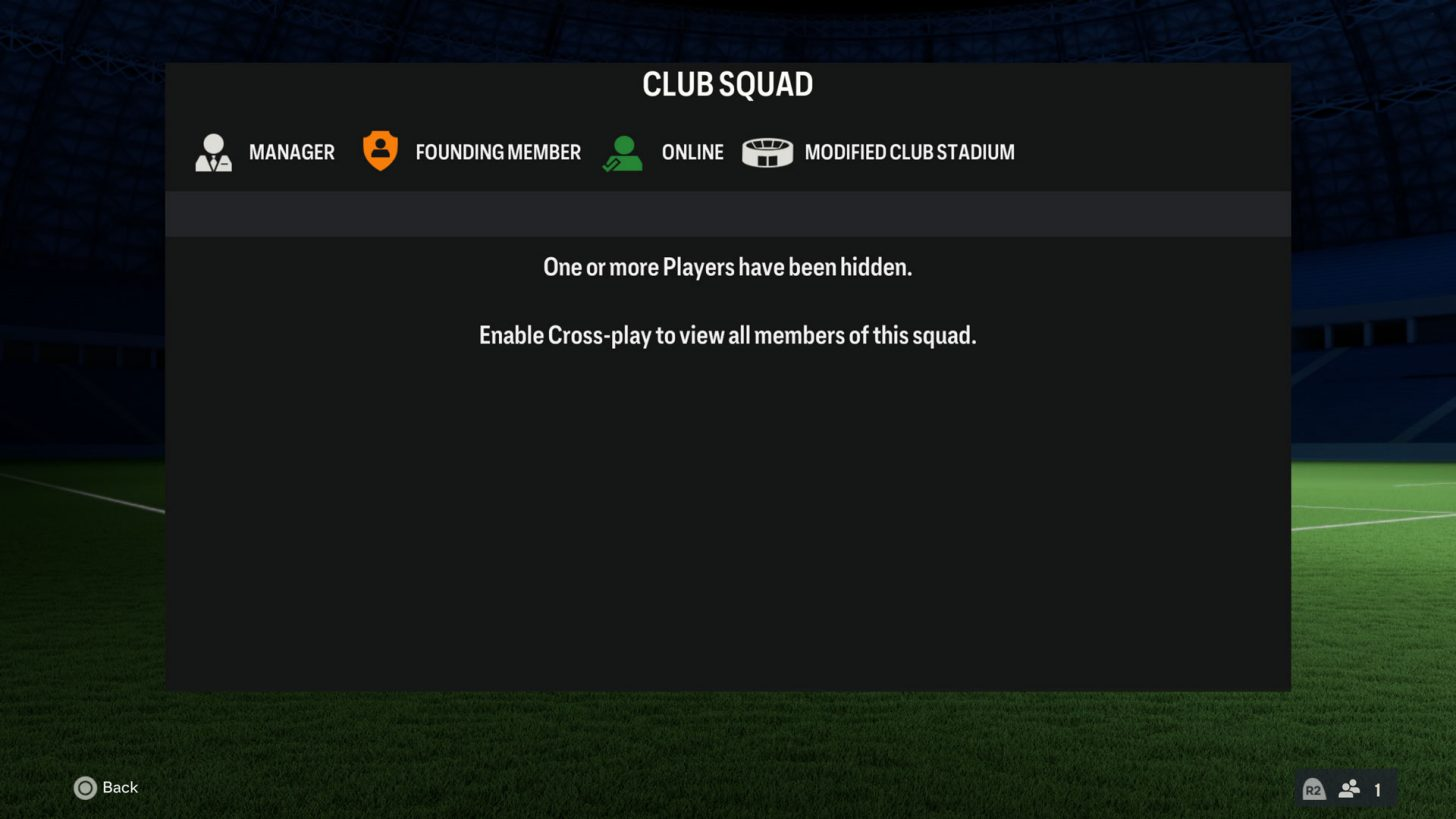 CLUB SQUAD
MANAGER FOUNDING MEMBER ONLINE MODIFIED CLUB STADIUM
One or more Players have been hidden.
Enable Cross-play to view all members of this squad.
Back
R2 1